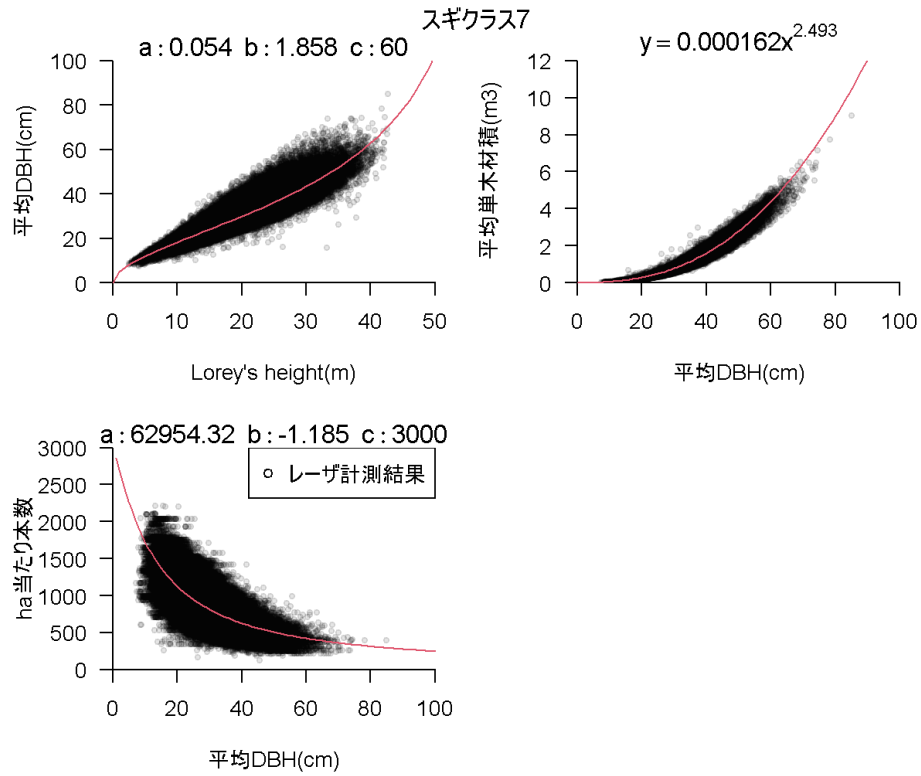 スギクラス7
a : 0.054 b : 1.858 c : 60
平均DBH(cm)
100
80
60
40
20
0
0 10 20 30 40 50
Lorey's height(m)
y = 0.000162x^2.493
平均単木材積(m3)
12
10
8
6
4
2
0
0 20 40 60 80 100
平均DBH(cm)
a : 62954.32 b : -1.185 c : 3000
ha当たり本数
3000
2500
2000
1500
1000
500
0
レーザ計測結果
0 20 40 60 80 100
平均DBH(cm)